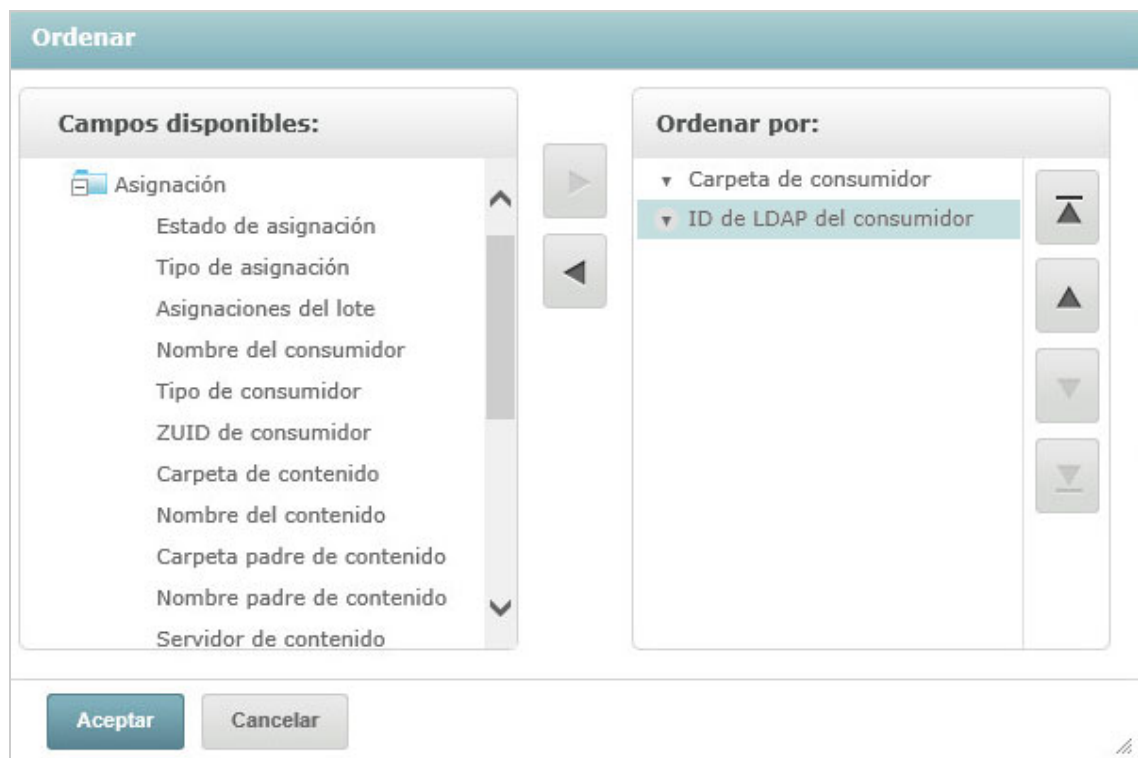 Ordenar
Campos disponibles:
Asignación
Estado de asignación
Tipo de asignación
Asignaciones del lote
Nombre del consumidor
Tipo de consumidor
ZUID de consumidor
Carpeta de contenido
Nombre del contenido
Carpeta padre de contenido
Nombre padre de contenido
Servidor de contenido
Ordenar por:
Carpeta de consumidor
ID de LDAP del consumidor
Aceptar
Cancelar